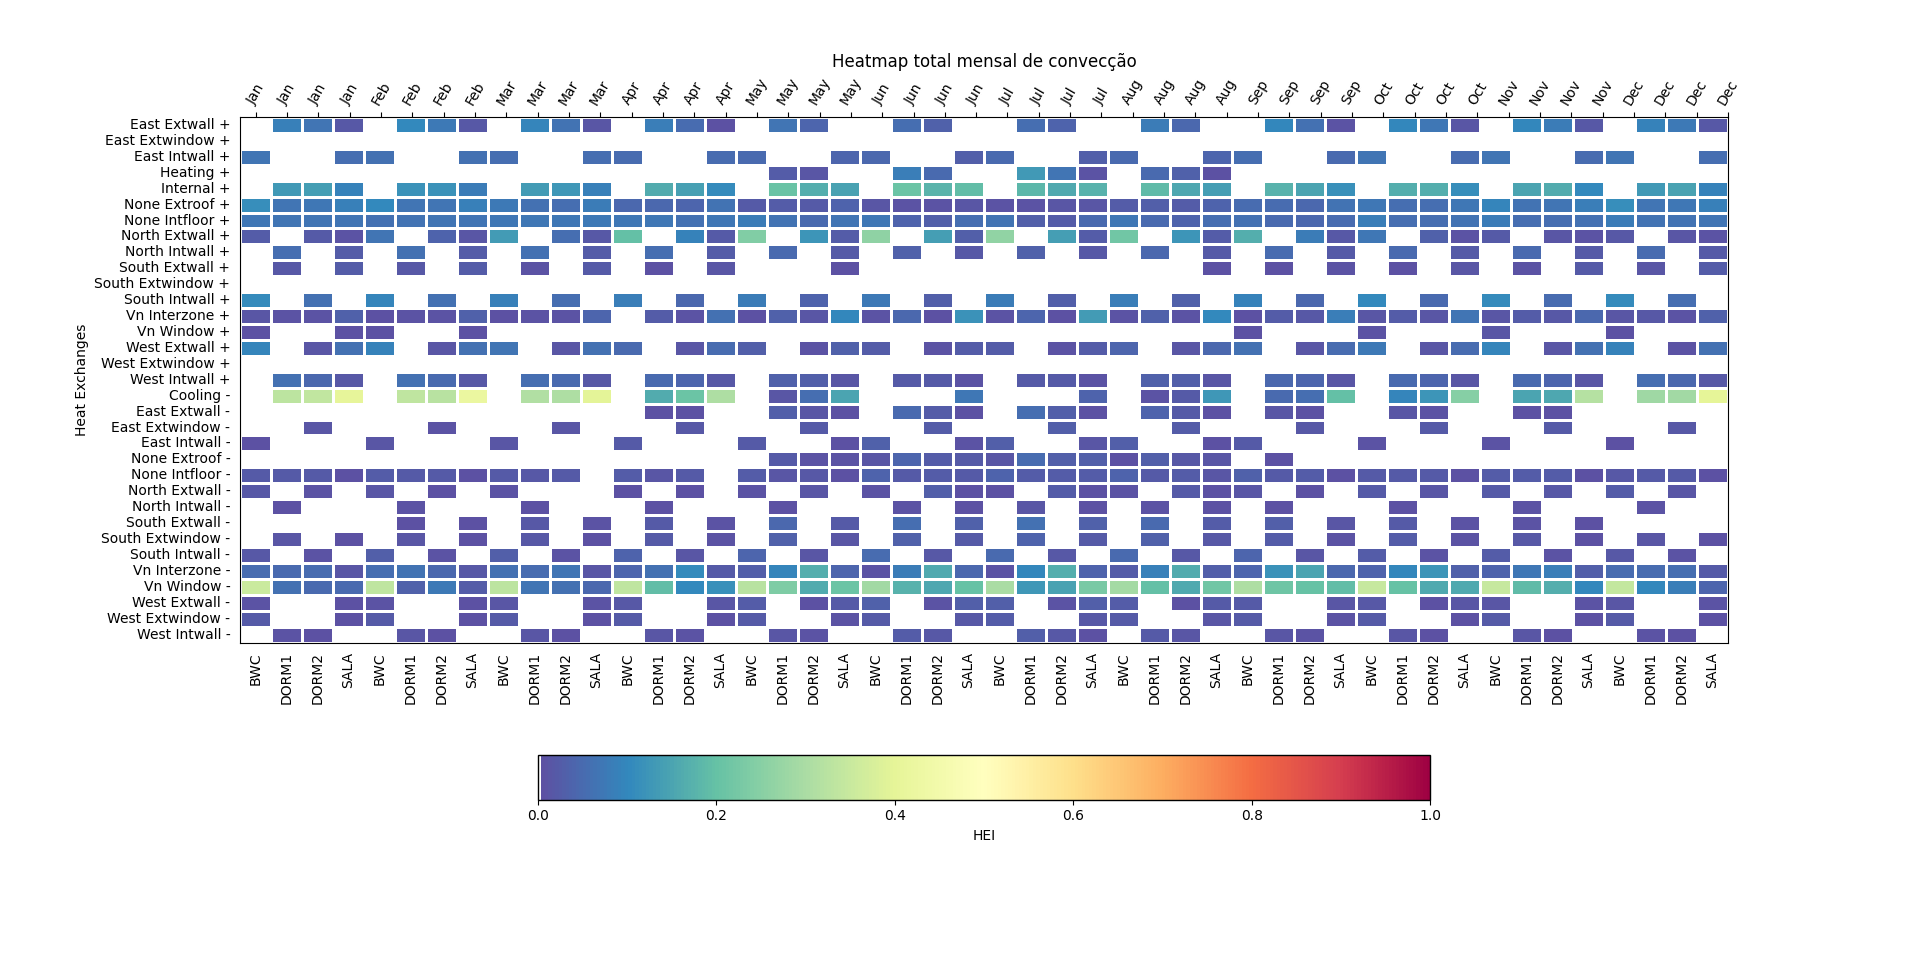 Heatmap total mensal de convecção
Jan Jan Jan Jan Feb Feb Feb Feb Mar Mar Mar Mar Apr Apr Apr Apr May May May May Jun Jun Jun Jun Jul Jul Jul Jul Aug Aug Aug Aug Sep Sep Sep Sep Oct Oct Oct Oct Nov Nov Nov Nov Dec Dec Dec Dec
Heat Exchanges
East Extwall +
East Extwindow +
East Intwall +
Heating +
Internal +
None Extroof +
None Intfloor +
North Extwall +
North Intwall +
South Extwall +
South Extwindow +
South Intwall +
Vn Interzone +
Vn Window +
West Extwall +
West Extwindow +
West Intwall +
Cooling -
East Extwall -
East Extwindow -
East Intwall -
None Extroof -
None Intfloor -
North Extwall -
North Intwall -
South Extwall -
South Extwindow -
South Intwall -
Vn Interzone -
Vn Window -
West Extwall -
West Extwindow -
West Intwall -
BWC DORM1 DORM2 SALA BWC DORM1 DORM2 SALA BWC DORM1 DORM2 SALA BWC DORM1 DORM2 SALA BWC DORM1 DORM2 SALA BWC DORM1 DORM2 SALA BWC DORM1 DORM2 SALA BWC DORM1 DORM2 SALA BWC DORM1 DORM2 SALA BWC DORM1 DORM2 SALA BWC DORM1 DORM2 SALA BWC DORM1 DORM2 SALA
0.0 0.2 0.4 0.6 0.8 1.0
HEI